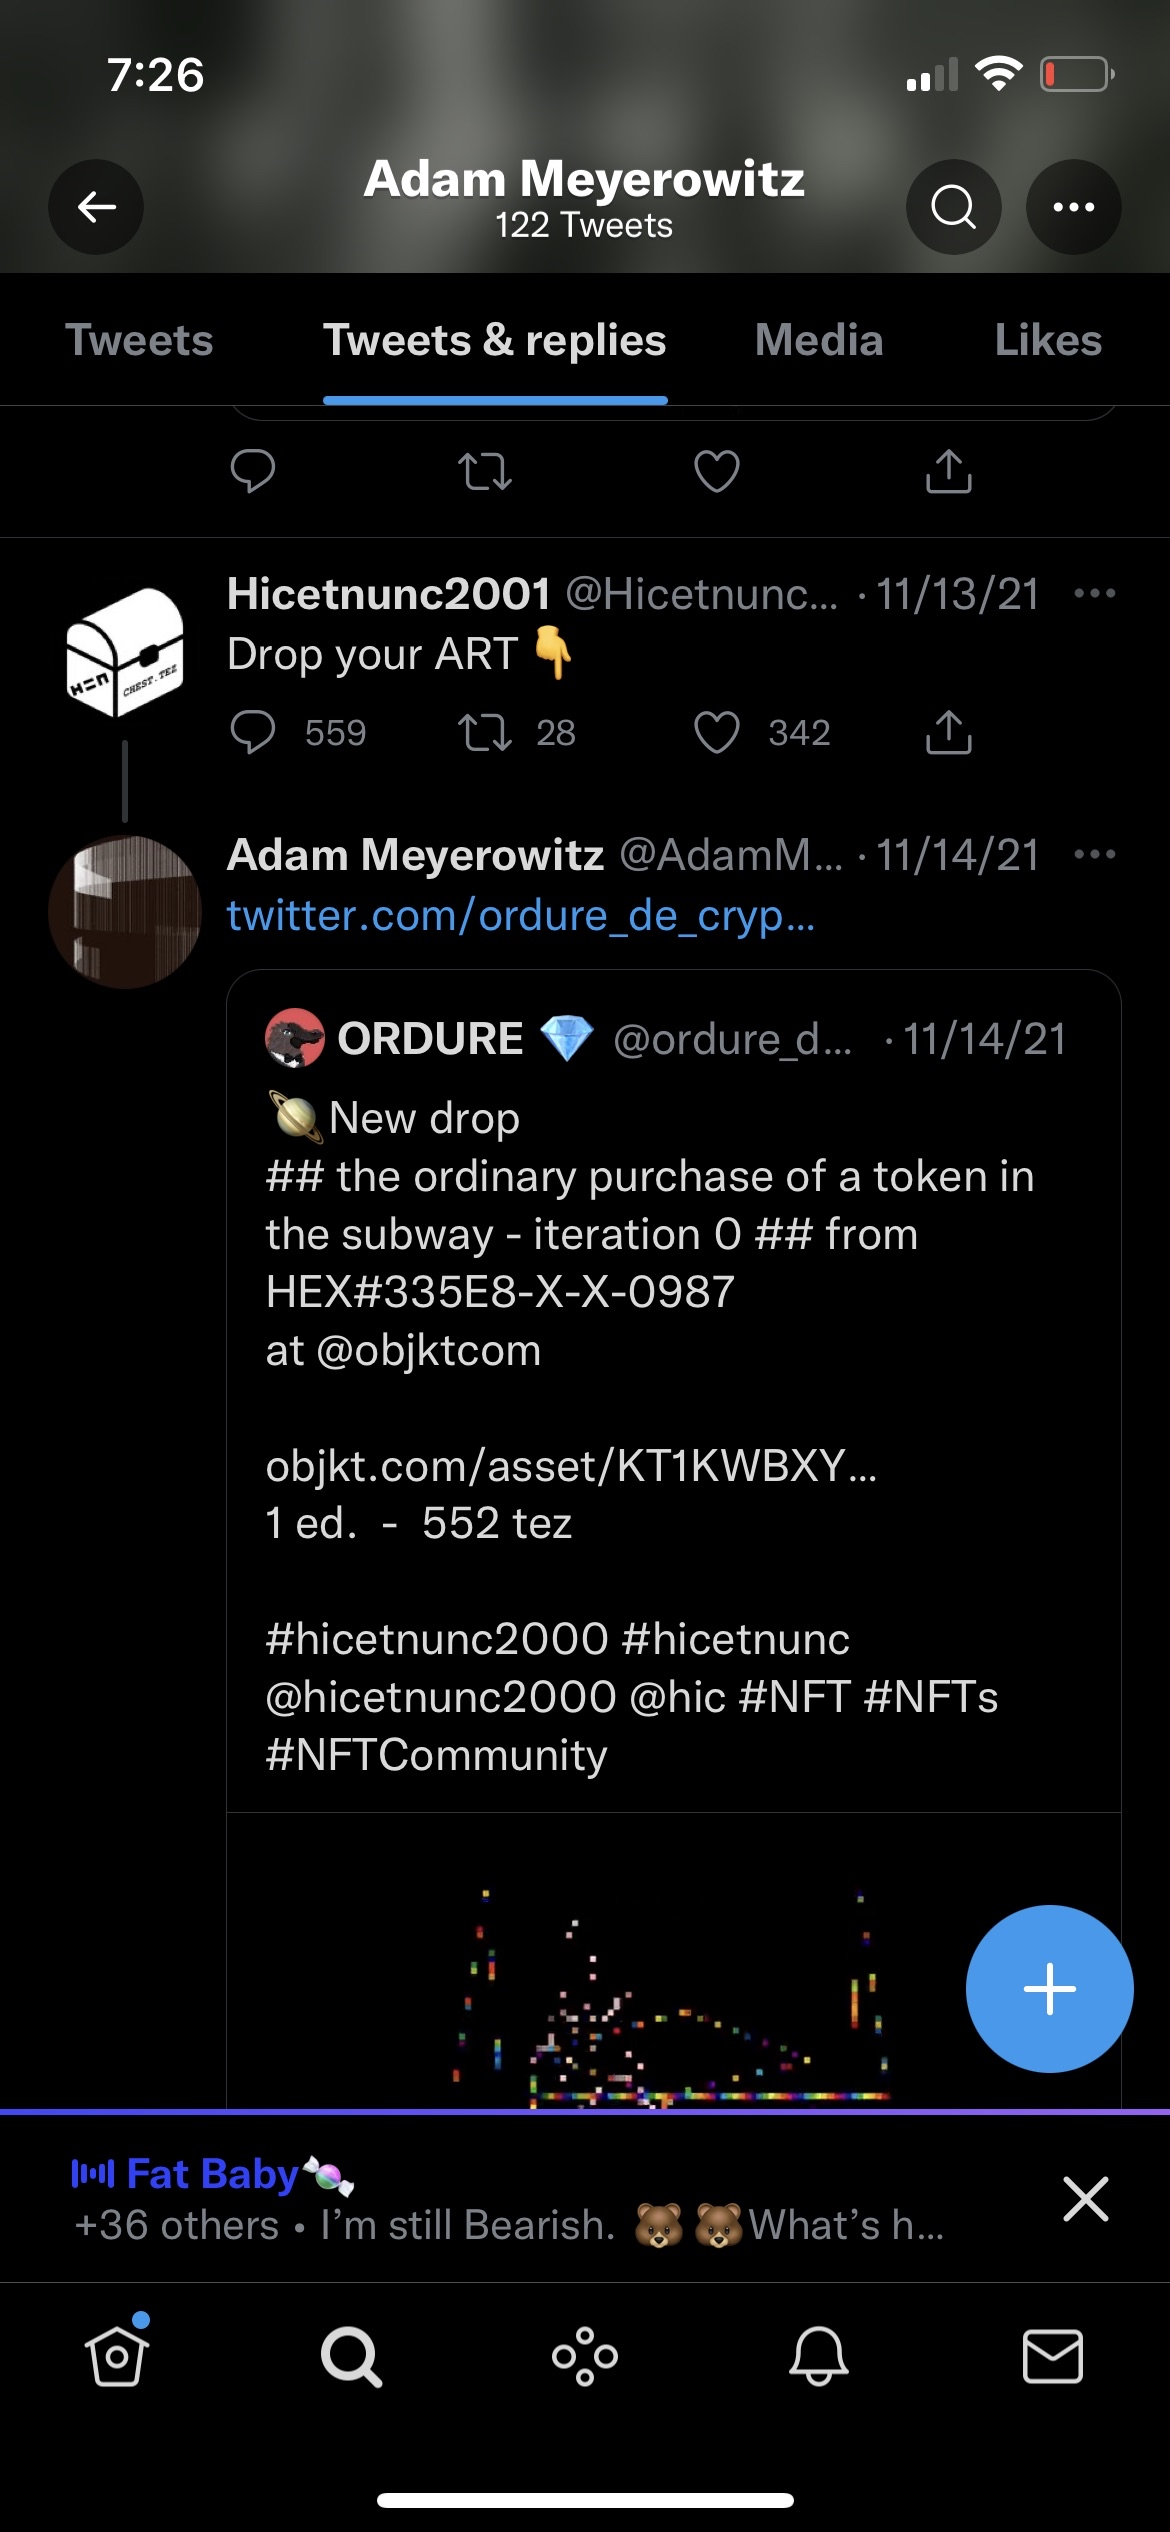 7:26
Adam Meyerowitz
122 Tweets
Tweets Tweets & replies Media Likes
Hicetnunc2001 @Hicetnunc... · 11/13/21
Drop your ART 👇
HEN CHEST.TEZ
559 28 342
Adam Meyerowitz @AdamM... · 11/14/21
twitter.com/ordure_de_cryp...
ORDURE 💎 @ordure_d... · 11/14/21
🪐 New drop
## the ordinary purchase of a token in
the subway - iteration 0 ## from
HEX#335E8-X-X-0987
at @objktcom
objkt.com/asset/KT1KWBXY...
1 ed. - 552 tez
#hicetnunc2000 #hicetnunc
@hicetnunc2000 @hic #NFT #NFTs
#NFTCommunity
Fat Baby🍬
+36 others • I’m still Bearish. 🐻🐻What’s h...